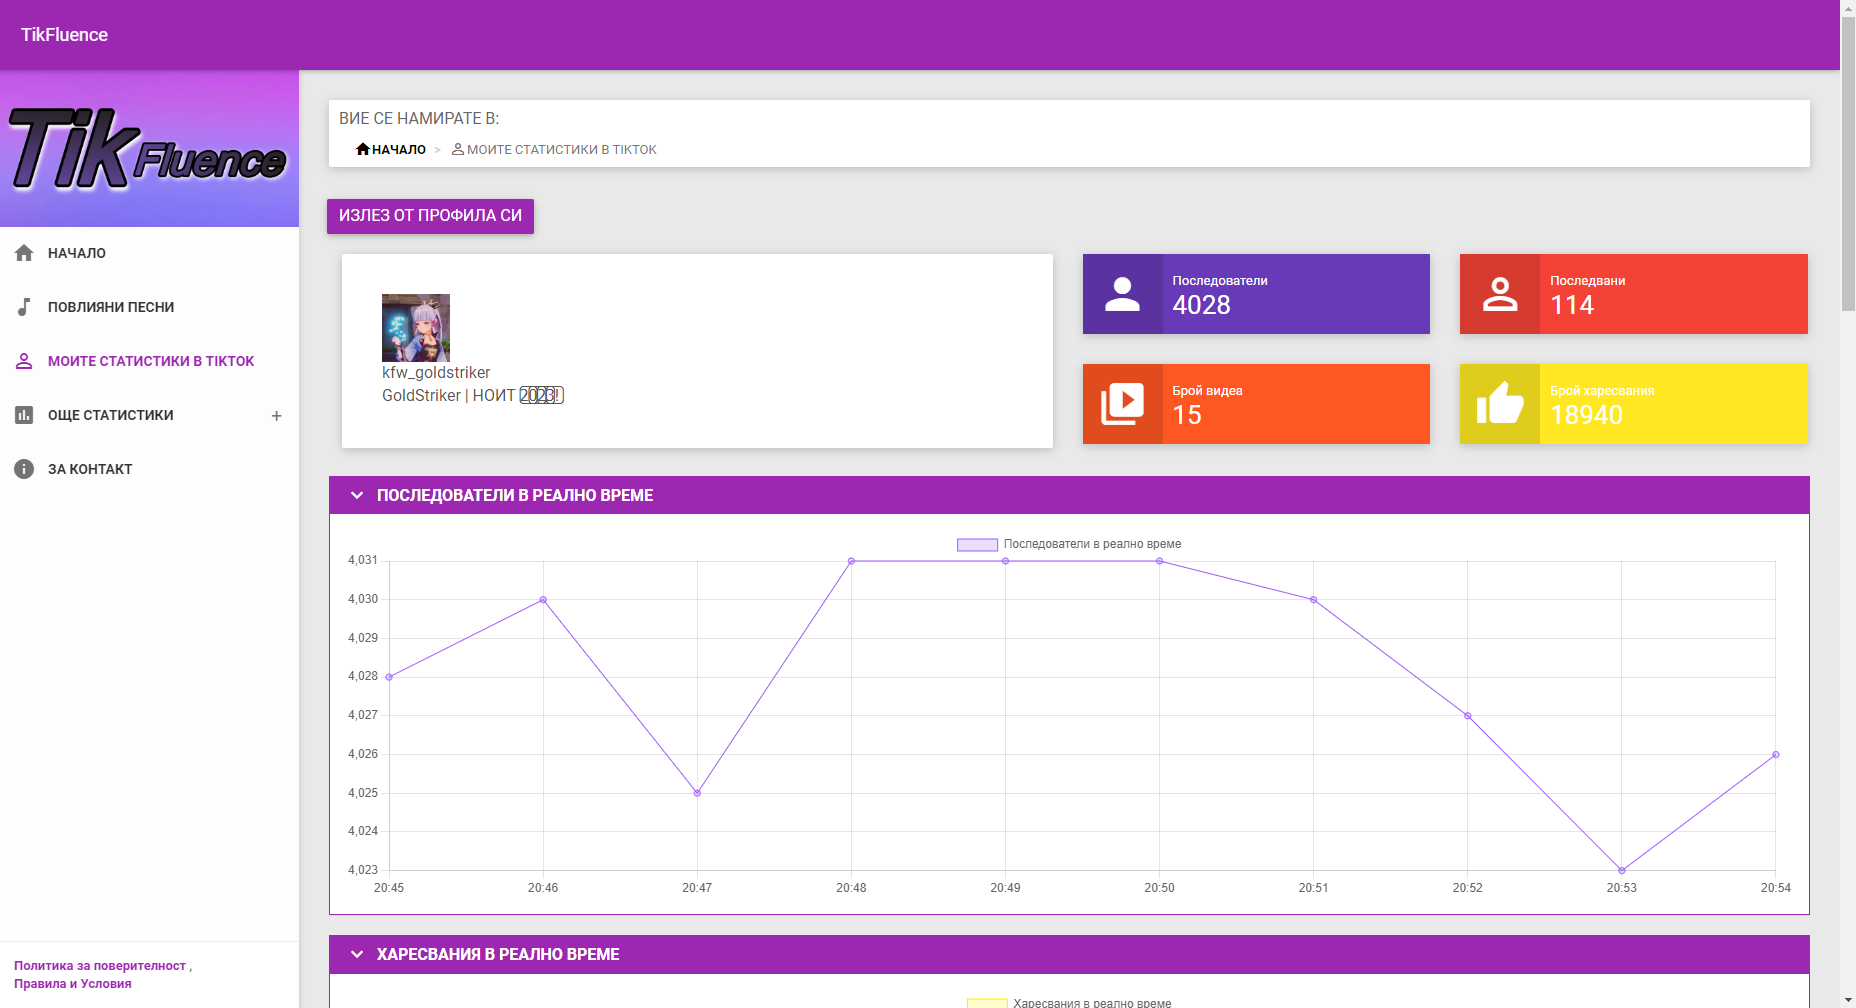 TikFluence
TikFluence
НАЧАЛО
ПОВЛИЯНИ ПЕСНИ
МОИТЕ СТАТИСТИКИ В TIKTOK
ОЩЕ СТАТИСТИКИ +
ЗА КОНТАКТ
Политика за поверителност ,
Правила и Условия
ВИЕ СЕ НАМИРАТЕ В:
НАЧАЛО > МОИТЕ СТАТИСТИКИ В TIKTOK
ИЗЛЕЗ ОТ ПРОФИЛА СИ
kfw_goldstriker
GoldStriker | НОИТ 2023!
Последователи
4028
Последвани
114
Брой видеа
15
Брой харесвания
18940
ПОСЛЕДОВАТЕЛИ В РЕАЛНО ВРЕМЕ
Последователи в реално време
4,031
4,030
4,029
4,028
4,027
4,026
4,025
4,024
4,023
20:45 20:46 20:47 20:48 20:49 20:50 20:51 20:52 20:53 20:54
ХАРЕСВАНИЯ В РЕАЛНО ВРЕМЕ
Харесвания в реално време